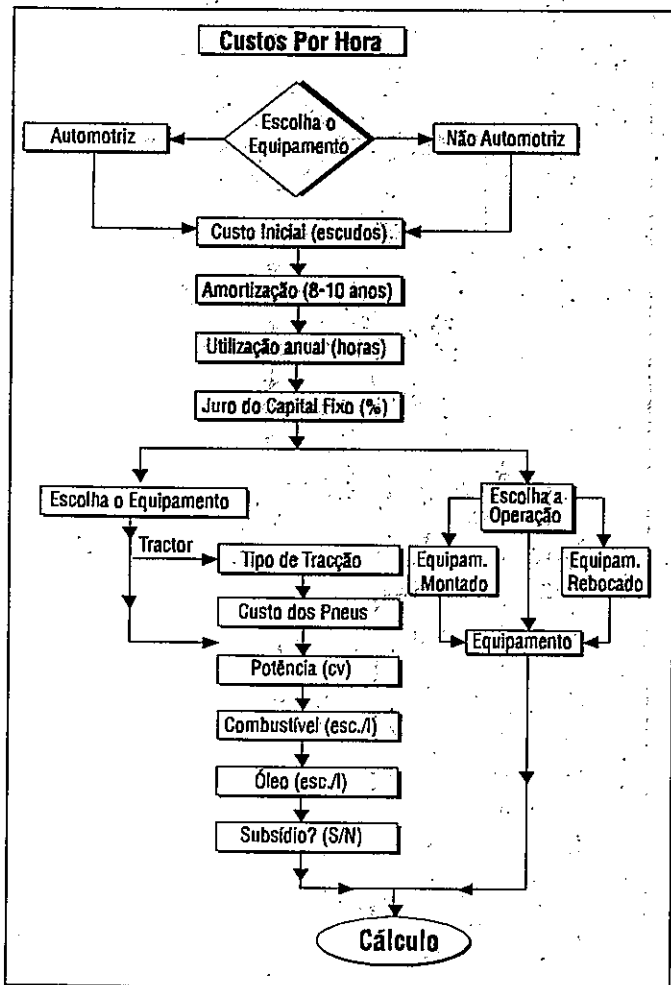 Custos Por Hora
Escolha o
Equipamento
Automotriz
Não Automotriz
Custo Inicial (escudos)
Amortização (8-10 anos)
Utilização anual (horas)
Juro do Capital Fixo (%)
Escolha o Equipamento
Escolha a
Operação
Tractor
Tipo de Tracção
Equipam.
Montado
Equipam.
Rebocado
Custo dos Pneus
Equipamento
Potência (cv)
Combustível (esc./l)
Óleo (esc./l)
Subsídio? (S/N)
Cálculo